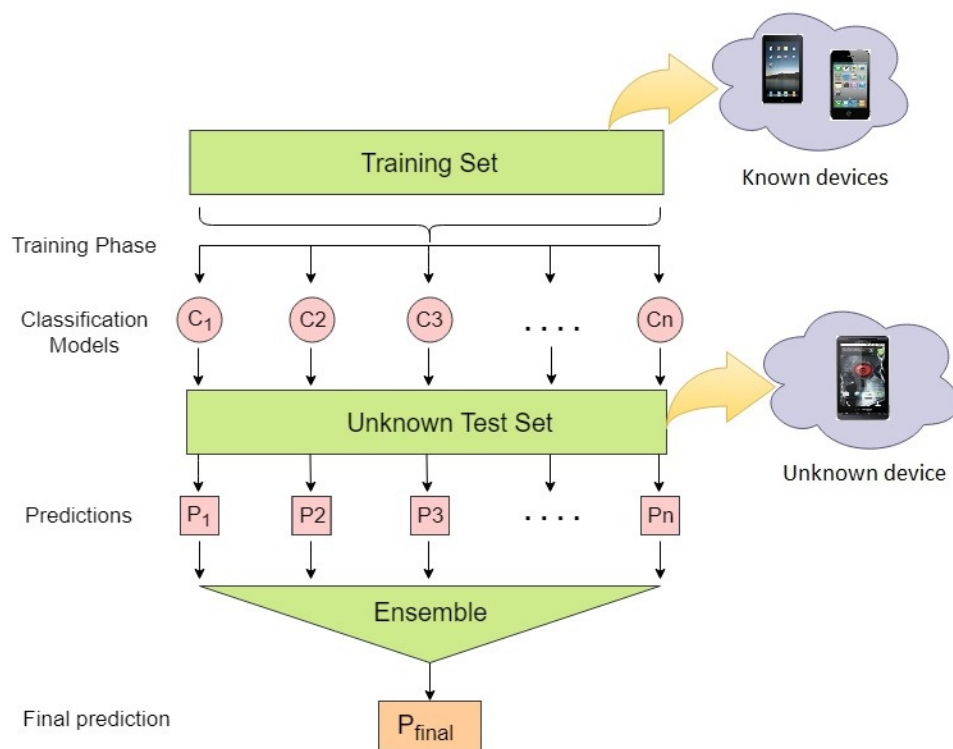 Training Set
Known devices
Training Phase
Classification
Models
C1
C2
C3
. . . .
Cn
Unknown Test Set
Unknown device
Predictions
P1
P2
P3
. . . .
Pn
Ensemble
Final prediction
Pfinal